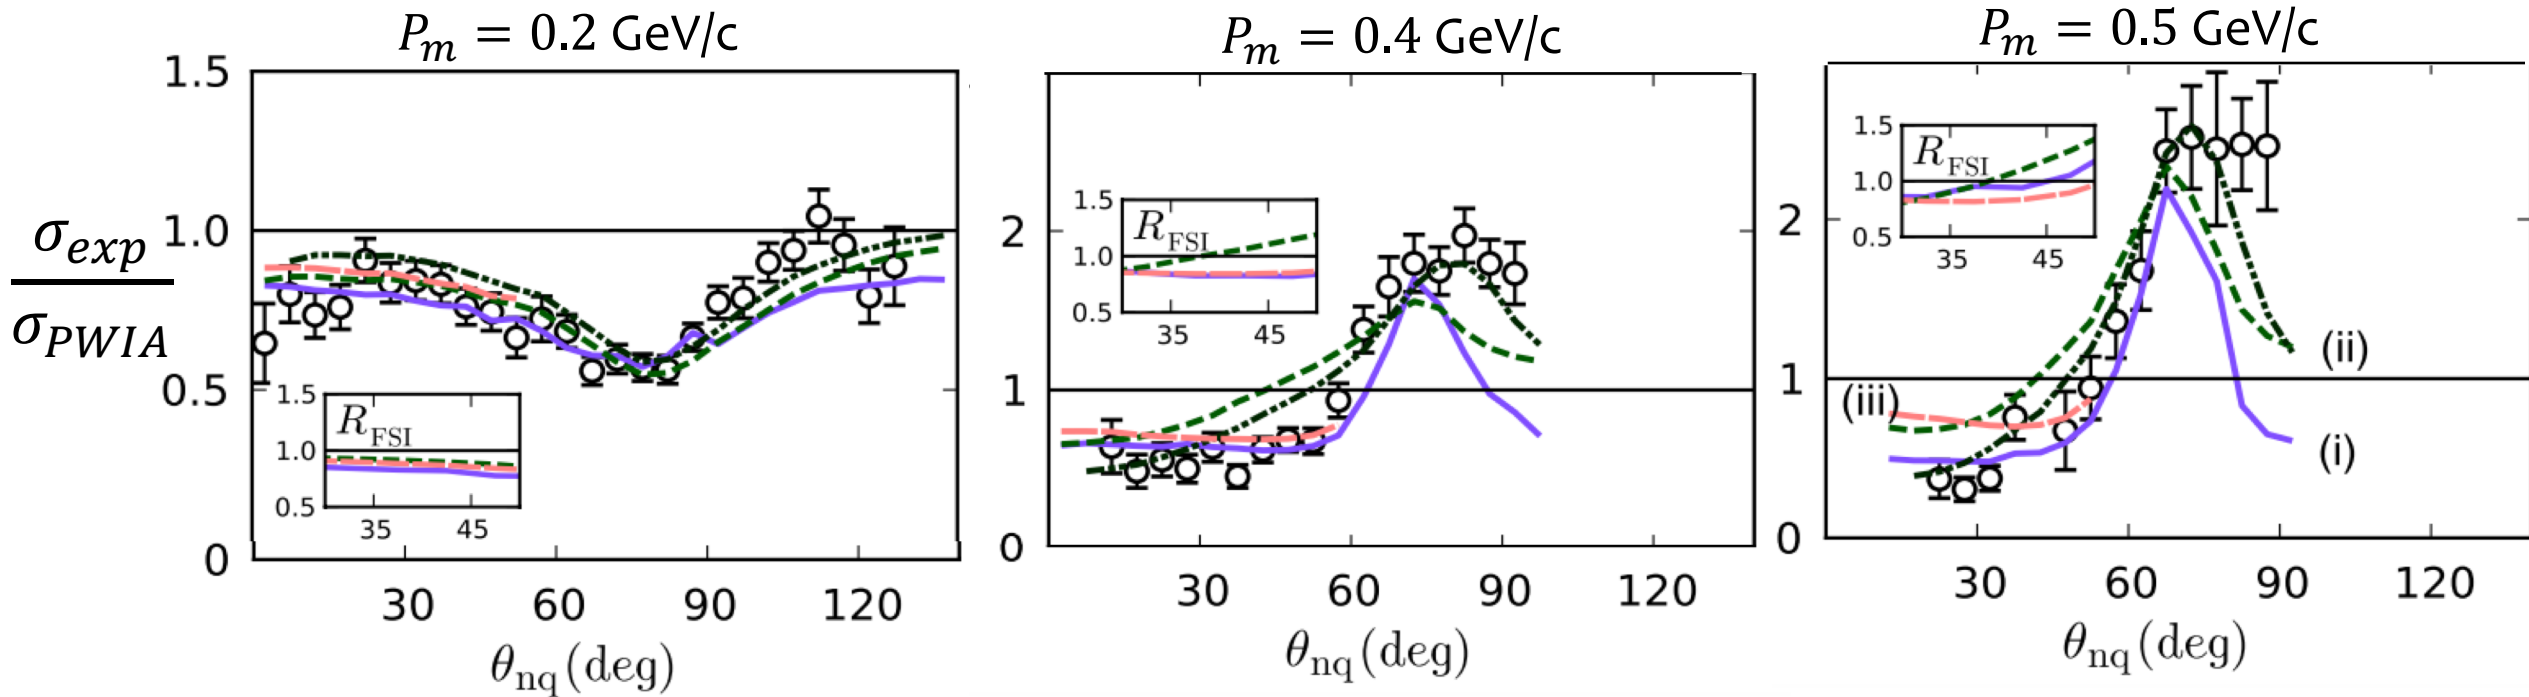 P_m = 0.2 GeV/c
P_m = 0.4 GeV/c
P_m = 0.5 GeV/c
σ_exp
σ_PWIA
1.5
1.0
0.5
0
R_FSI
1.5
1.0
0.5
35 45
30 60 90 120
θ_nq (deg)
2
1
0
R_FSI
1.5
1.0
0.5
35 45
30 60 90 120
θ_nq (deg)
2
1
0
R_FSI
1.5
1.0
0.5
35 45
(ii)
(iii)
(i)
30 60 90 120
θ_nq (deg)